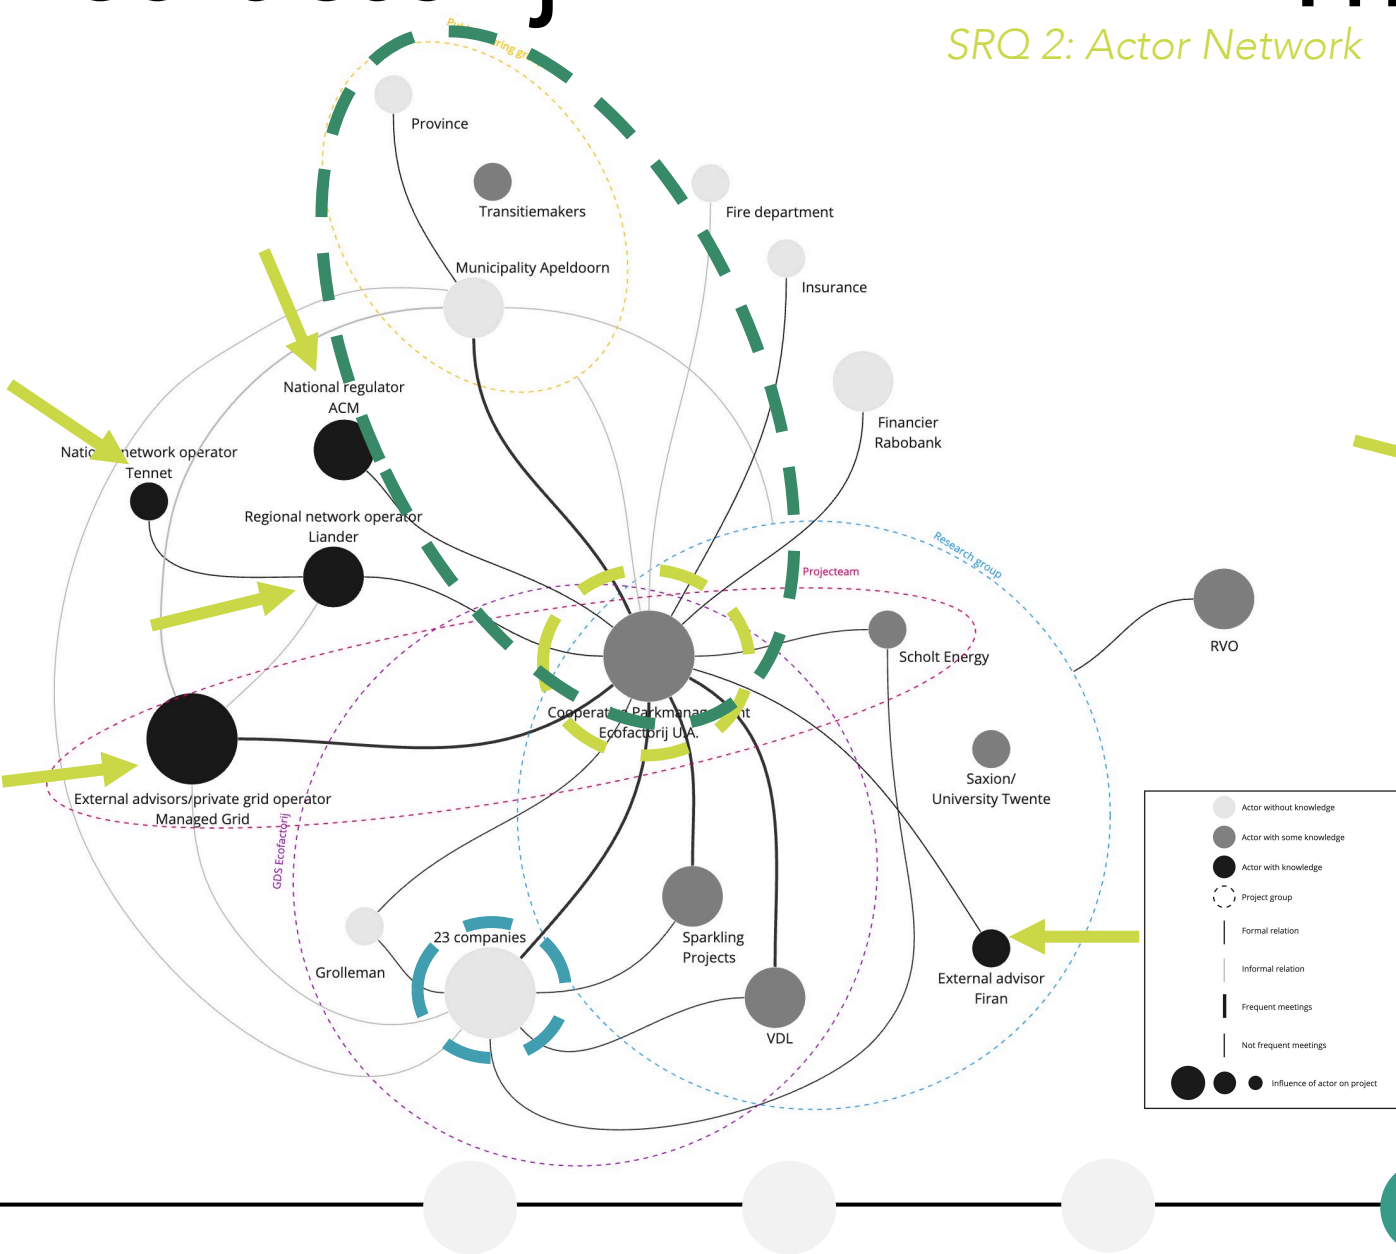 SRQ 2: Actor Network
Province
Transitiemakers
Fire department
Municipality Apeldoorn
Insurance
National regulator
ACM
Financier
Rabobank
network operator
Tennet
Regional network operator
Liander
Research group
Projecteam
Scholt Energy
RVO
Cooperatie Parkmanagement
Ecofactorij U.A.
Saxion/
University Twente
External advisors/private grid operator
Managed Grid
GDS Ecofactorij
23 companies
Sparkling
Projects
Grolleman
External advisor
Firan
VDL
Actor without knowledge
Actor with some knowledge
Actor with knowledge
Project group
Formal relation
Informal relation
Frequent meetings
Not frequent meetings
Influence of actor on project